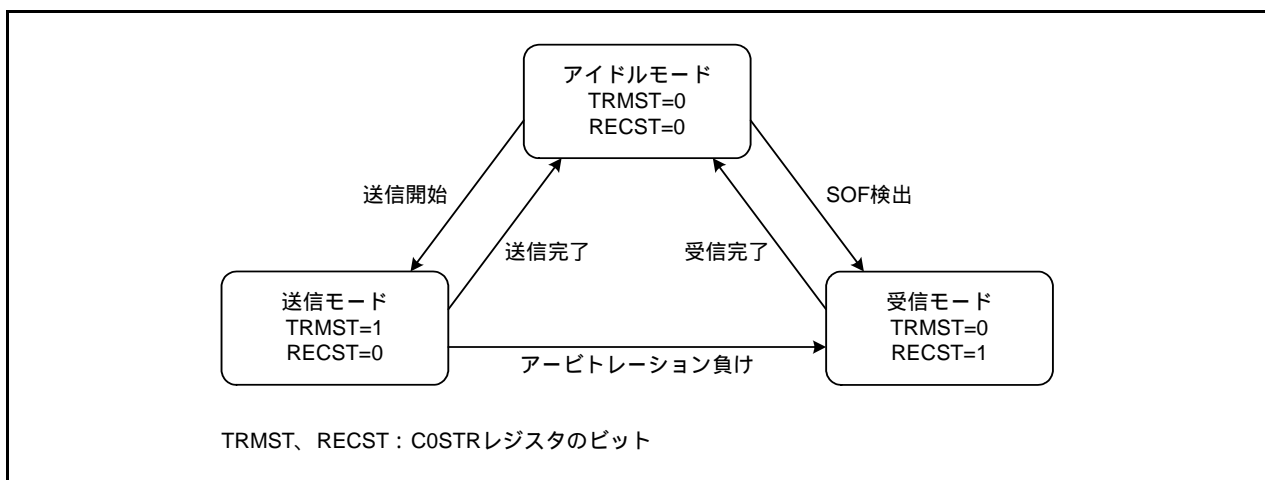 アイドルモード
TRMST=0
RECST=0
送信開始
SOF検出
送信完了
受信完了
送信モード
TRMST=1
RECST=0
受信モード
TRMST=0
RECST=1
アービトレーション負け
TRMST、RECST：C0STRレジスタのビット